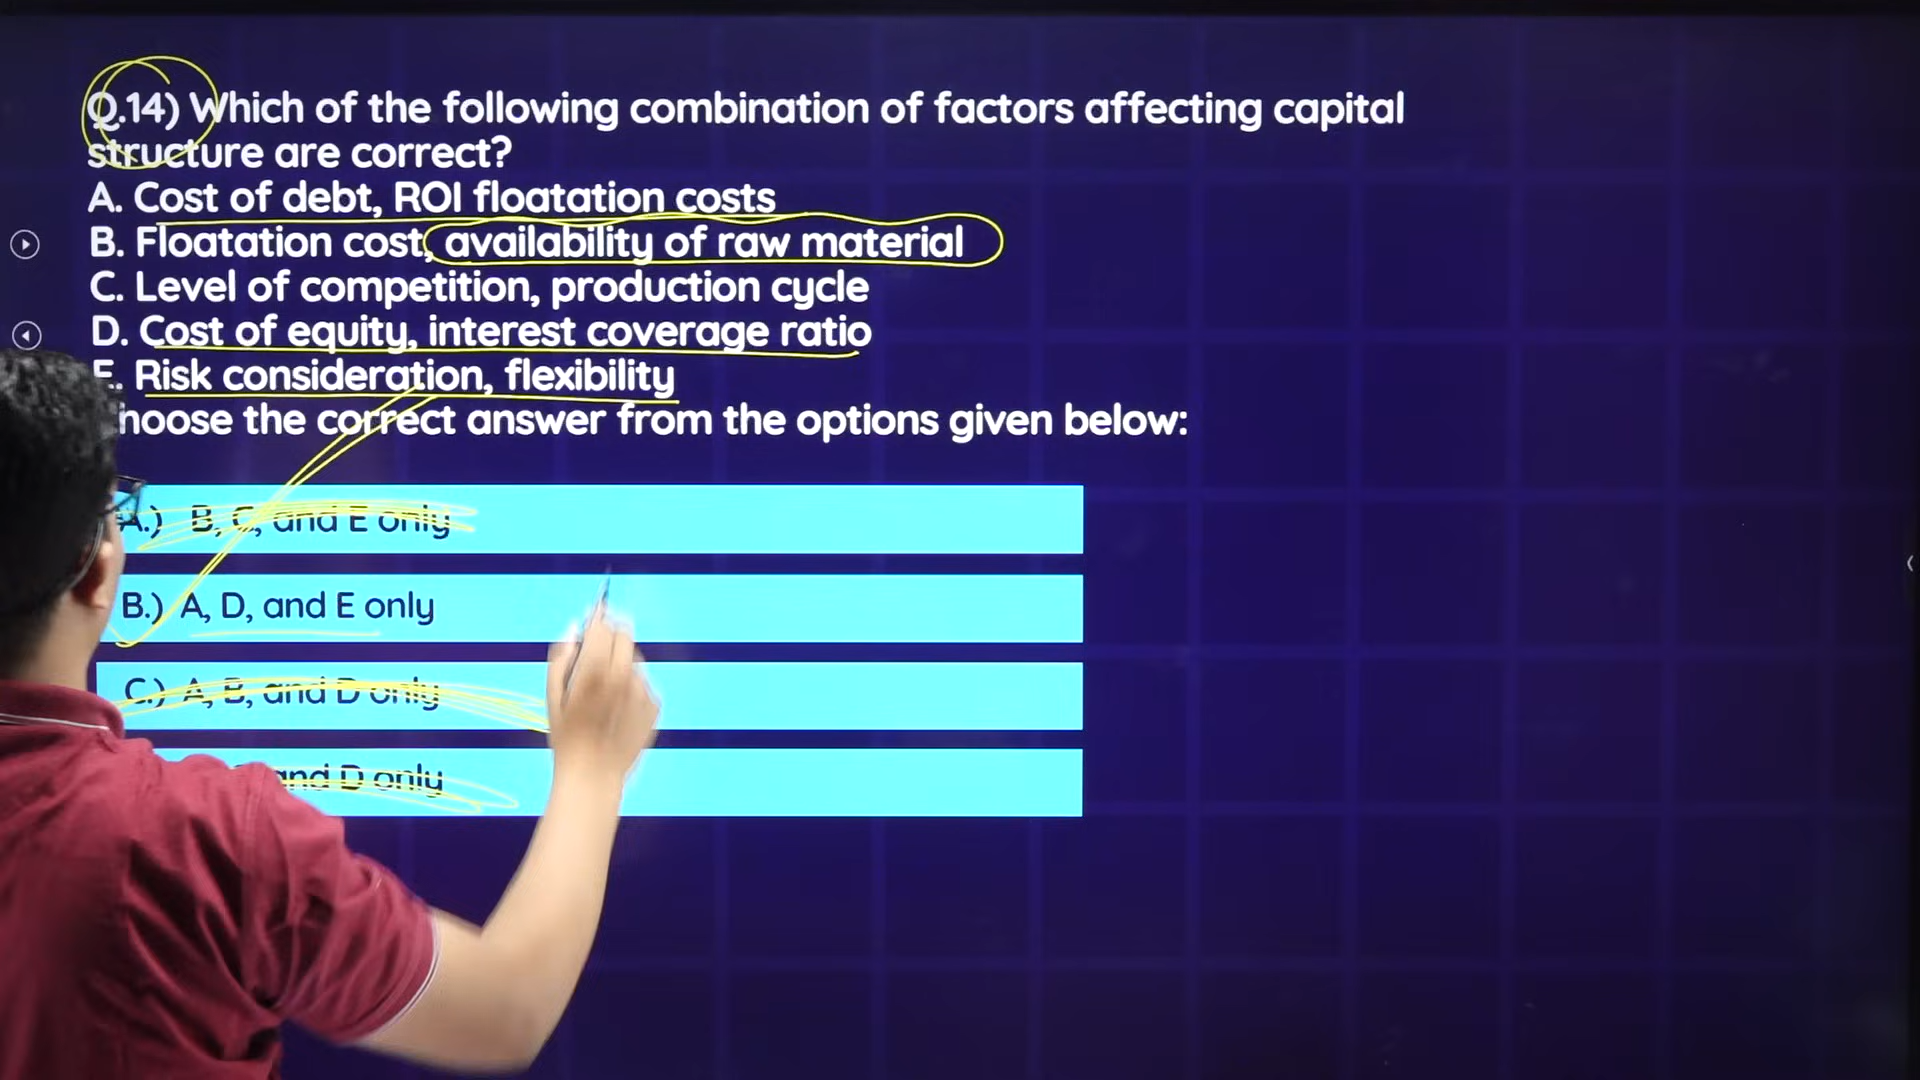 Q.14) Which of the following combination of factors affecting capital
structure are correct?
A. Cost of debt, ROI floatation costs
B. Floatation cost, availability of raw material
C. Level of competition, production cycle
D. Cost of equity, interest coverage ratio
E. Risk consideration, flexibility
hoose the correct answer from the options given below:
A.) B, C, and E only
B.) A, D, and E only
C.) A, B, and D only
and D only